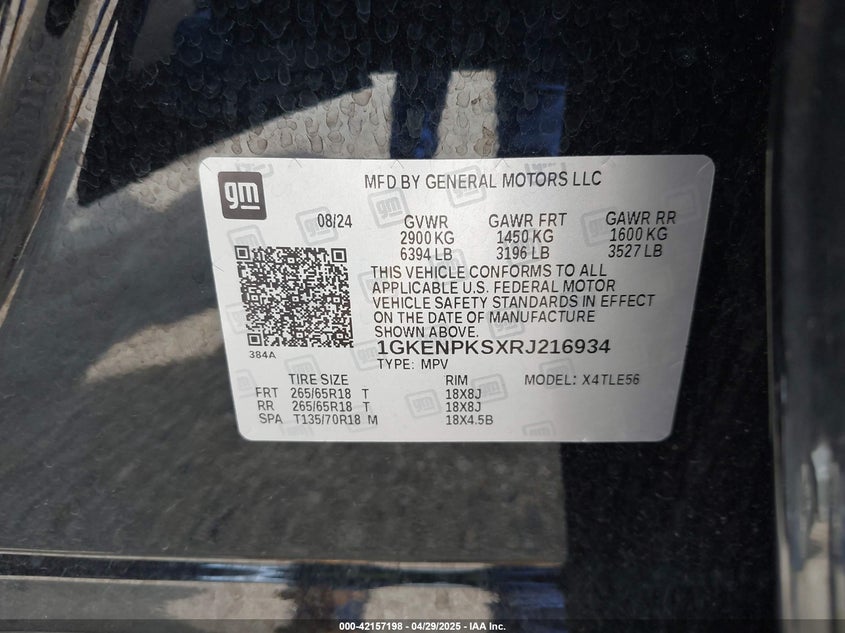 gm
MFD BY GENERAL MOTORS LLC
08/24 GVWR GAWR FRT GAWR RR
2900 KG 1450 KG 1600 KG
6394 LB 3196 LB 3527 LB
THIS VEHICLE CONFORMS TO ALL
APPLICABLE U.S. FEDERAL MOTOR
VEHICLE SAFETY STANDARDS IN EFFECT
ON THE DATE OF MANUFACTURE
SHOWN ABOVE.
384A
1GKENPKSXRJ216934
TYPE: MPV
TIRE SIZE RIM MODEL: X4TLE56
FRT 265/65R18 T 18X8J
RR 265/65R18 T 18X8J
SPA T135/70R18 M 18X4.5B
000-42157198 - 04/29/2025 - IAA Inc.